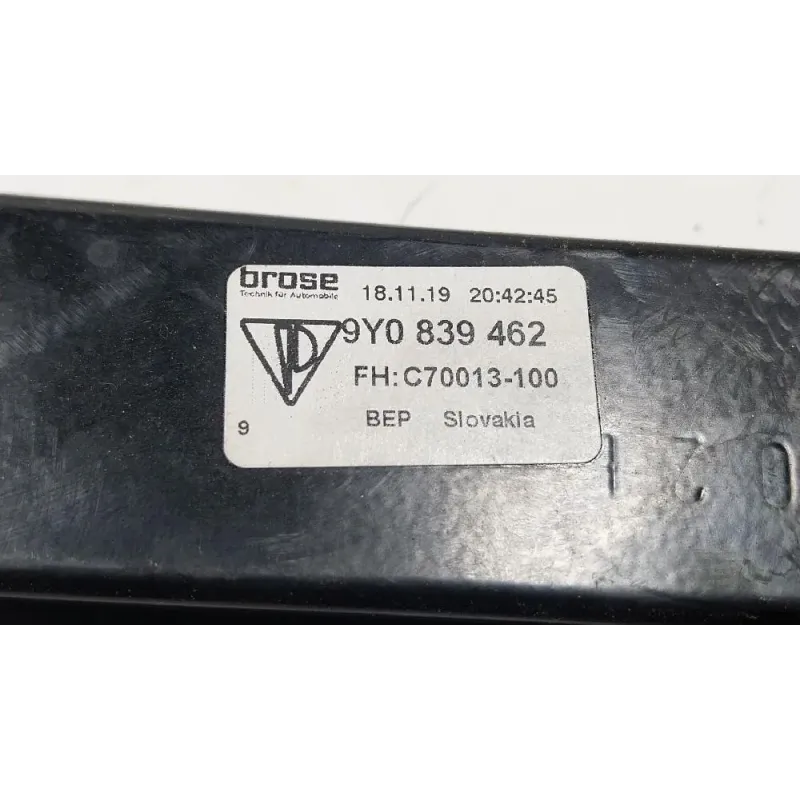 brose
Technik für Automobile
18.11.19 20:42:45
9Y0 839 462
FH:C70013-100
9 BEP Slovakia